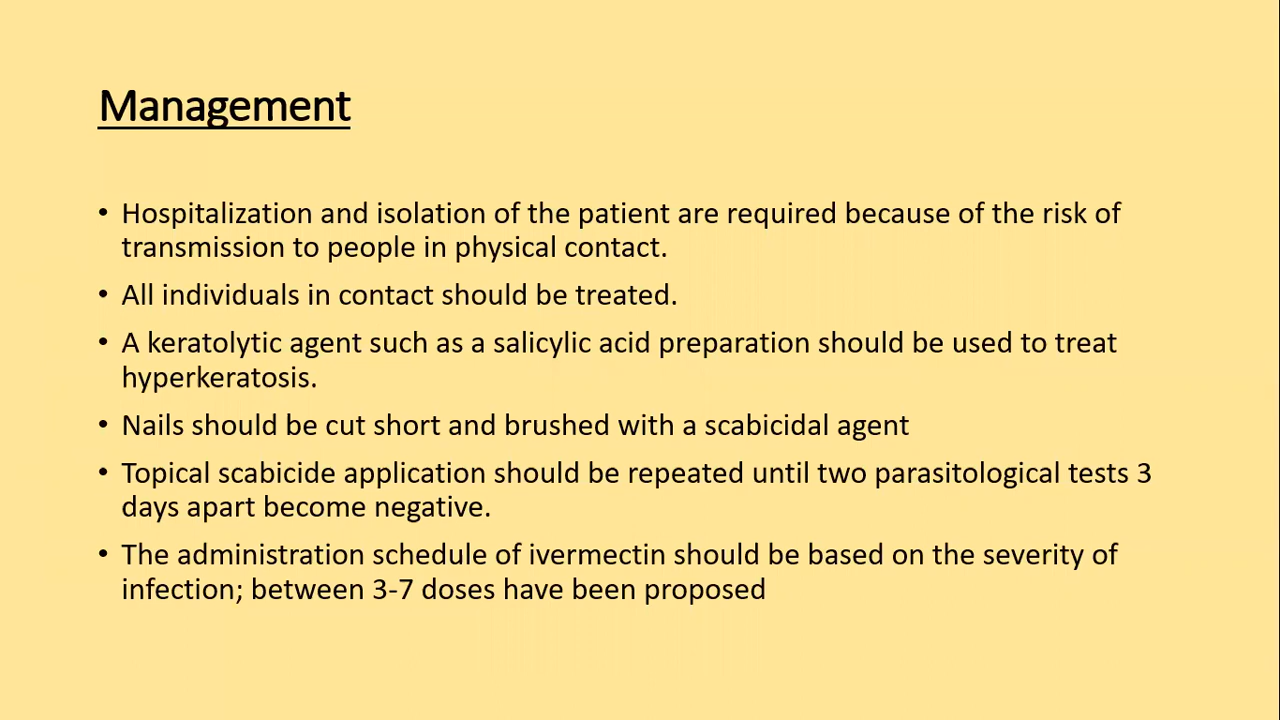 Management
• Hospitalization and isolation of the patient are required because of the risk of
transmission to people in physical contact.
• All individuals in contact should be treated.
• A keratolytic agent such as a salicylic acid preparation should be used to treat
hyperkeratosis.
• Nails should be cut short and brushed with a scabicidal agent
• Topical scabicide application should be repeated until two parasitological tests 3
days apart become negative.
• The administration schedule of ivermectin should be based on the severity of
infection; between 3-7 doses have been proposed